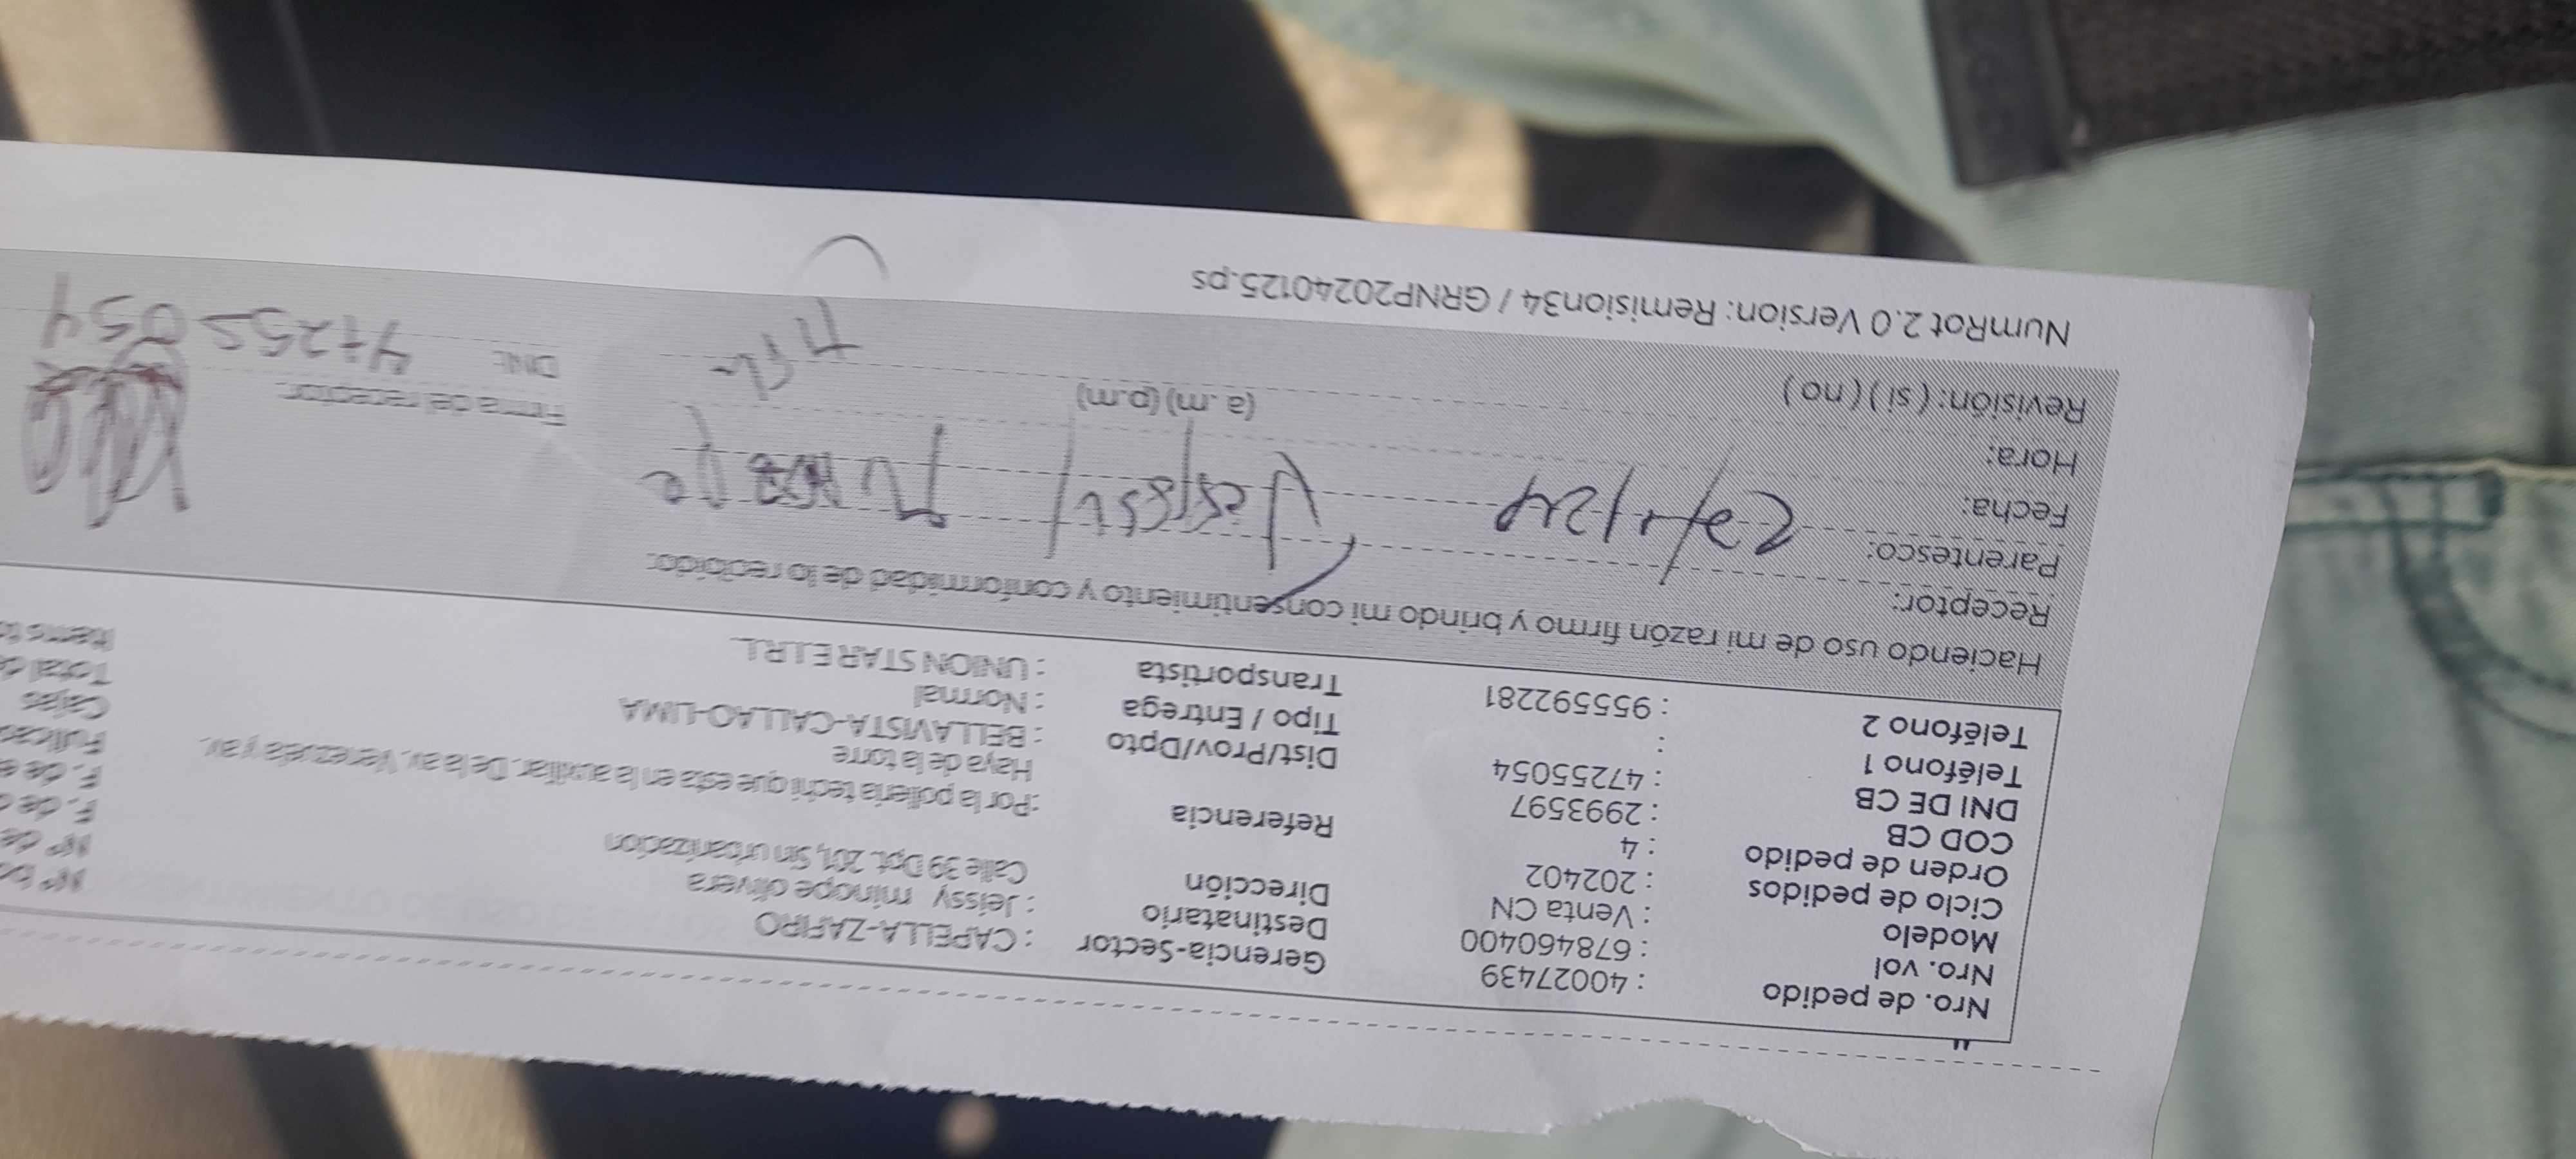 Nro. de pedido : 40027439 Gerencia-Sector : CAPELLA-ZAFIRO
Nro. vol : 678460400 Destinatario : Jeissy minope olivera
Modelo : Venta CN Dirección Calle 39 Dpt. 201, Sin urbanizacion
Ciclo de pedidos : 202402
Orden de pedido : 4 Referencia :Por la polleria techi que esta en la auxiliar. De la av. Venezuela y av.
COD CB : 2993597 Haya de la torre
DNI DE CB : 47255054 Dist/Prov/Dpto : BELLAVISTA-CALLAO-LIMA
Teléfono 1 : Tipo / Entrega : Normal
Teléfono 2 : 955592281 Transportista : UNION STAR E.I.R.L.
Cajas
Haciendo uso de mi razón firmo y brindo mi consentimiento y conformidad de lo recibido:
Receptor:
Parentesco:
Fecha:
Hora: (a. m) (p.m)
Revisión: ( si ) ( no )
Firma del receptor:
DNI: 47255054
NumRot 2.0 Version: Remision34 / GRNP20240125.ps